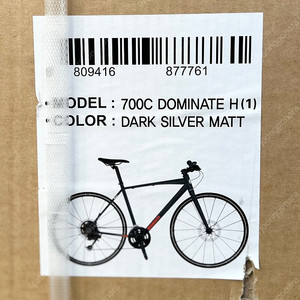 809416 877761
MODEL : 700C DOMINATE H(1)
COLOR : DARK SILVER MATT